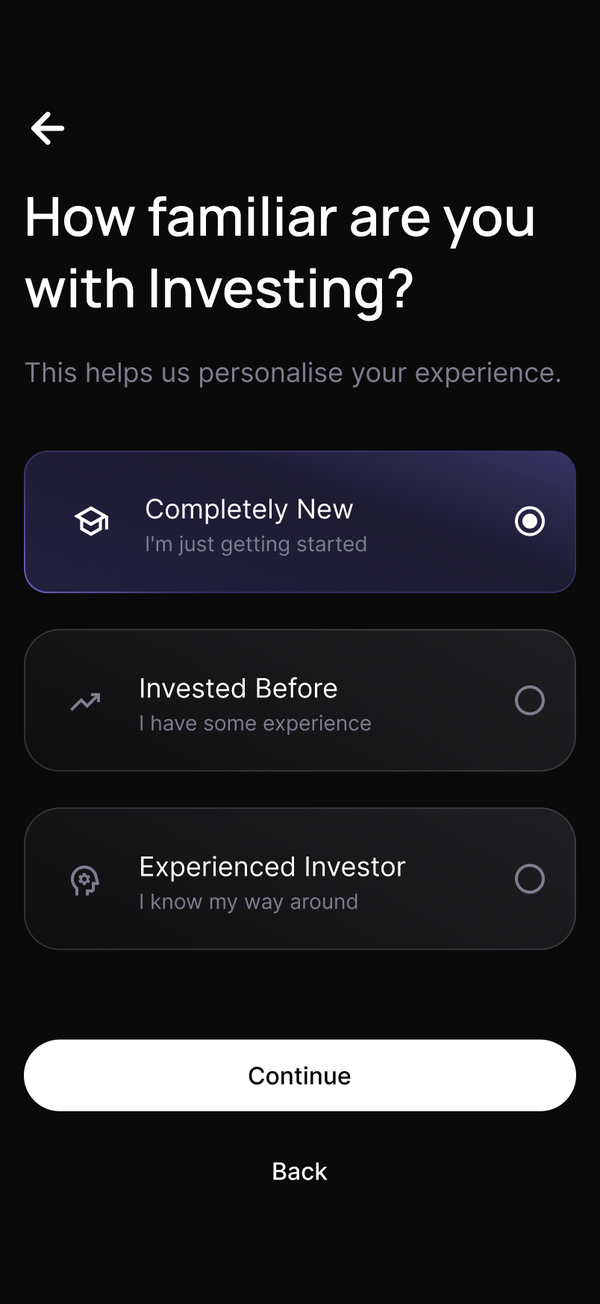 How familiar are you
with Investing?
This helps us personalise your experience.
Completely New
I'm just getting started
Invested Before
I have some experience
Experienced Investor
I know my way around
Continue
Back